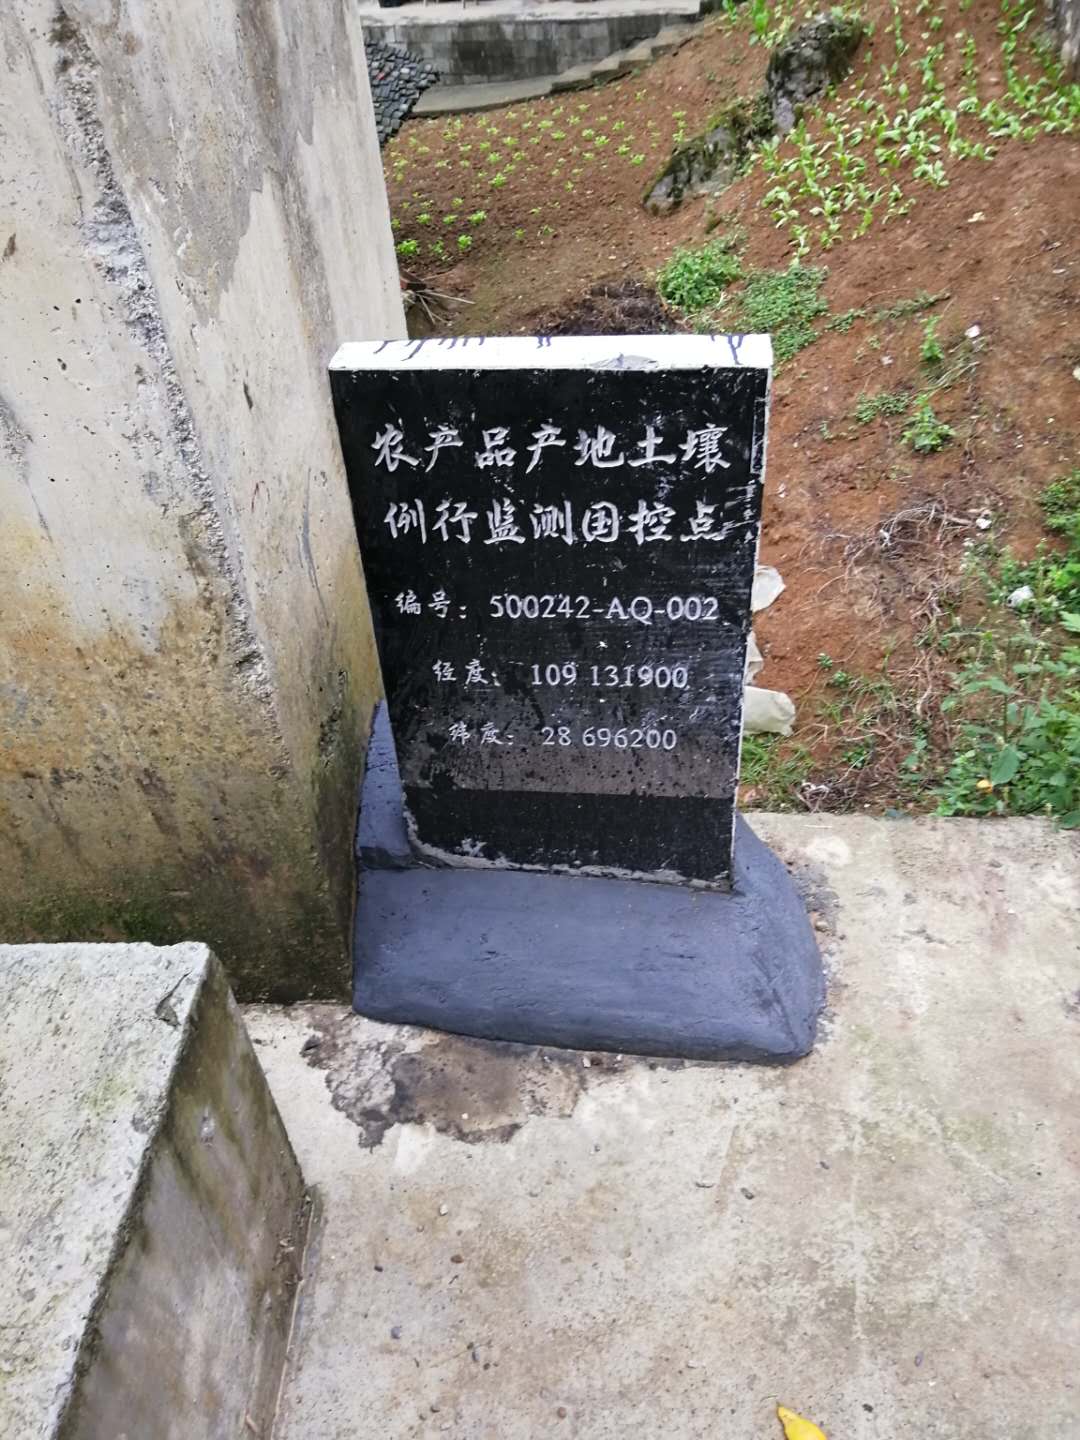 农产品产地土壤
例行监测国控点
编号：500242-AQ-002
经度：109 131900
纬度：28 696200